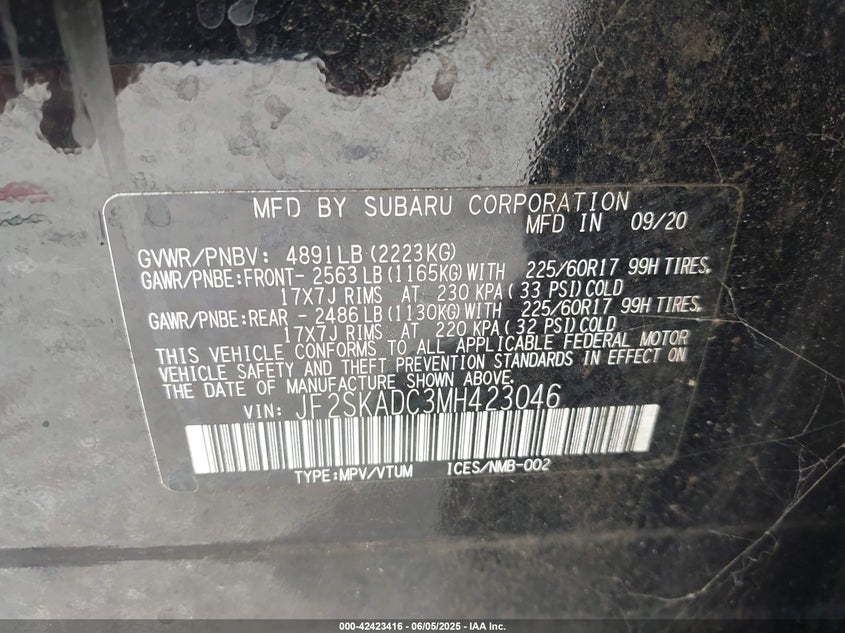 MFD BY SUBARU CORPORATION
MFD IN 09/20
GVWR/PNBV: 4891LB (2223KG)
GAWR/PNBE:FRONT- 2563 LB (1165KG) WITH 225/60R17 99H TIRES,
17X7J RIMS AT 230 KPA ( 33 PSI) COLD
GAWR/PNBE:REAR - 2486 LB (1130KG) WITH 225/60R17 99H TIRES,
17X7J RIMS AT 220 KPA ( 32 PSI) COLD
THIS VEHICLE CONFORMS TO ALL APPLICABLE FEDERAL MOTOR
VEHICLE SAFETY AND THEFT PREVENTION STANDARDS IN EFFECT ON
THE DATE OF MANUFACTURE SHOWN ABOVE.
VIN: JF2SKADC3MH423046
TYPE:MPV/VTUM ICES/NMB-002
000-42423416 - 06/05/2025 - IAA Inc.